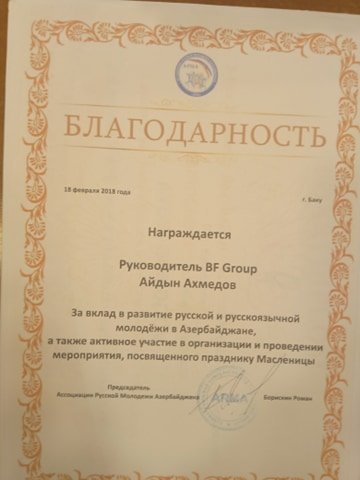 БЛАГОДАРНОСТЬ
18 февраля 2018 года
г. Баку
Награждается
Руководитель BF Group
Айдын Ахмедов
За вклад в развитие русской и русскоязычной
молодёжи в Азербайджане,
а также активное участие в организации и проведении
мероприятия, посвященного празднику Масленицы
Председатель
Ассоциации Русской Молодежи Азербайджана
Борискин Роман